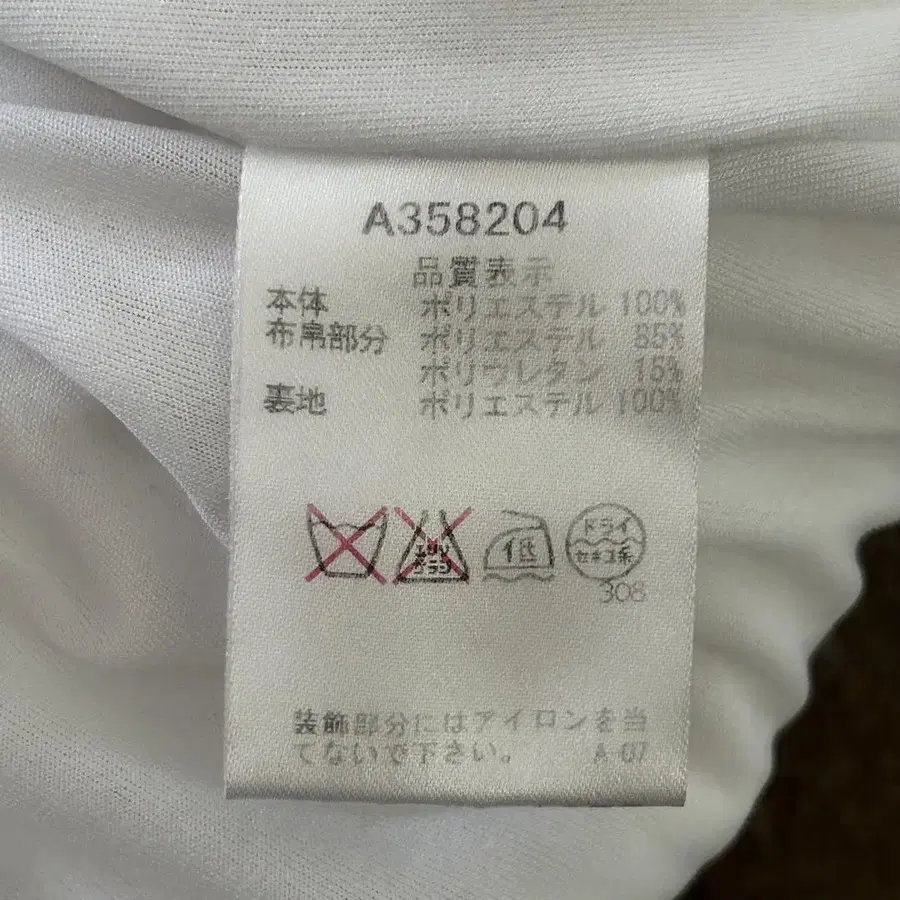 A358204
品質表示
本体 ポリエステル 100%
布帛部分 ポリエステル 85%
ポリウレタン 15%
裏地 ポリエステル 100%
エンソ
サラシ
低
ドライ
セキユ系
308
装飾部分にはアイロンを当
てないで下さい。 A-07